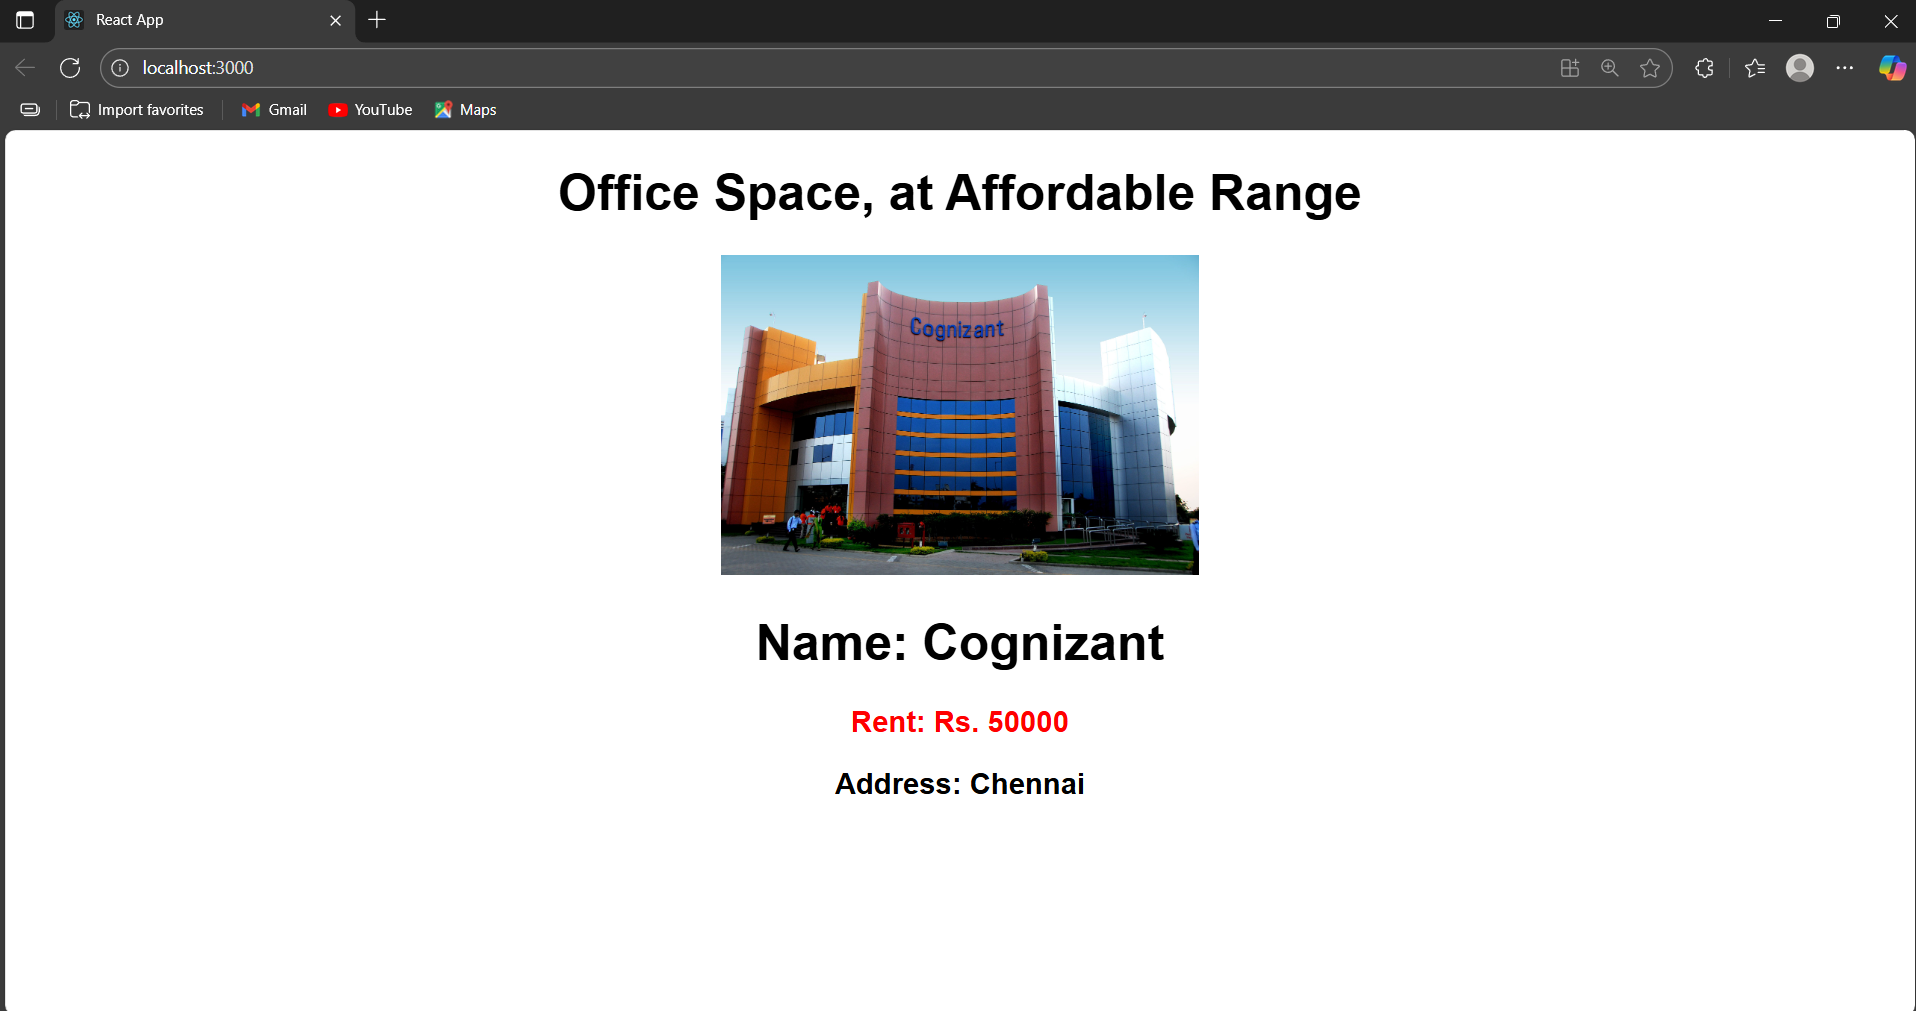 React App
localhost:3000
Import favorites
Gmail
YouTube
Maps
Office Space, at Affordable Range
Cognizant
Name: Cognizant
Rent: Rs. 50000
Address: Chennai